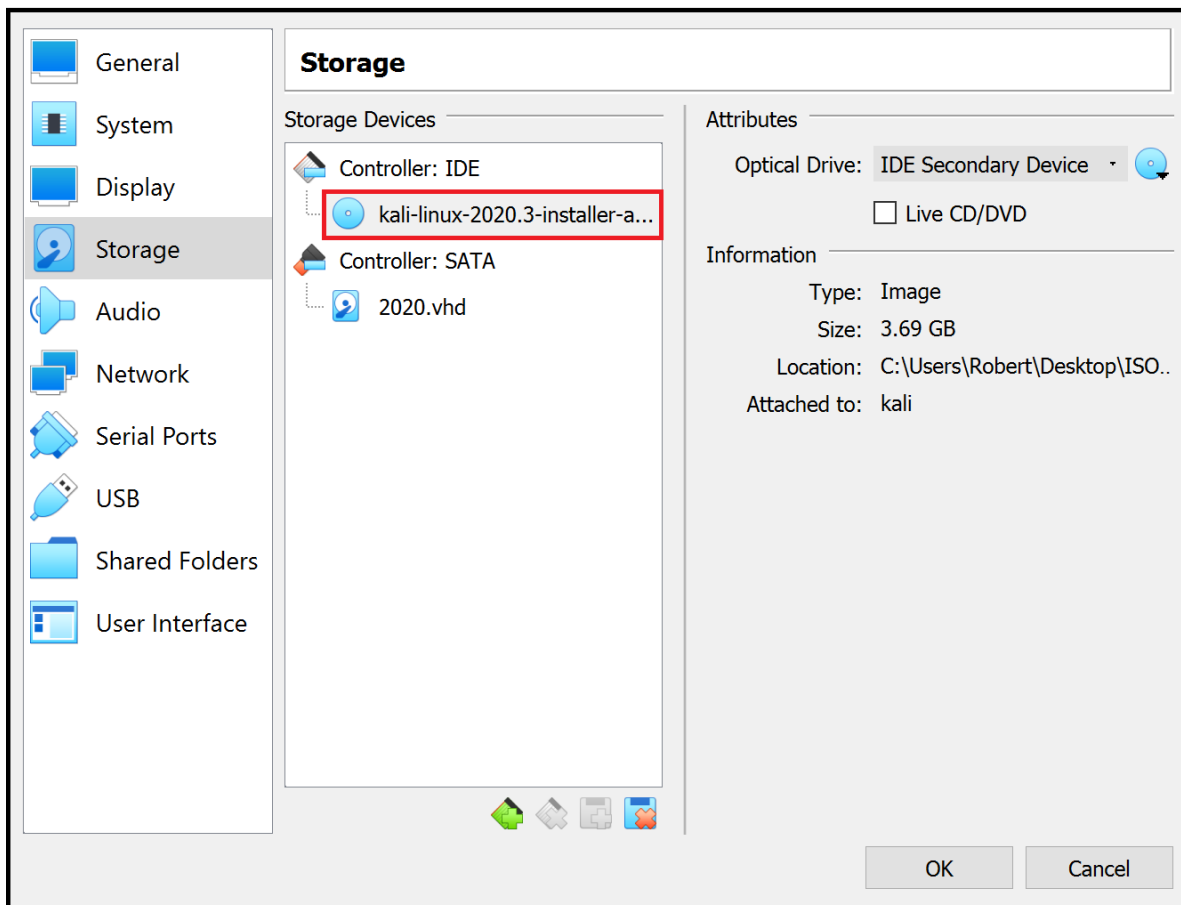 General
System
Display
Storage
Audio
Network
Serial Ports
USB
Shared Folders
User Interface
Storage
Storage Devices
Controller: IDE
kali-linux-2020.3-installer-a...
Controller: SATA
2020.vhd
Attributes
Optical Drive: IDE Secondary Device
Live CD/DVD
Information
Type: Image
Size: 3.69 GB
Location: C:\Users\Robert\Desktop\ISO..
Attached to: kali
OK
Cancel